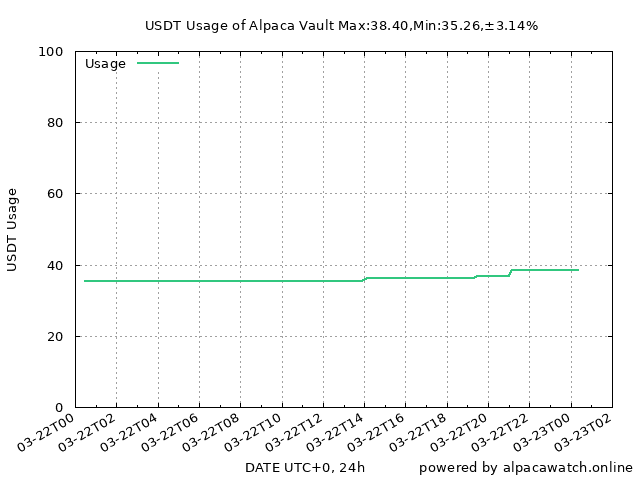 USDT Usage of Alpaca Vault Max:38.40,Min:35.26,±3.14%
Usage
100
80
60
40
20
0
USDT Usage
03-22T00
03-22T02
03-22T04
03-22T06
03-22T08
03-22T10
03-22T12
03-22T14
03-22T16
03-22T18
03-22T20
03-22T22
03-23T00
03-23T02
DATE UTC+0, 24h
powered by alpacawatch.online